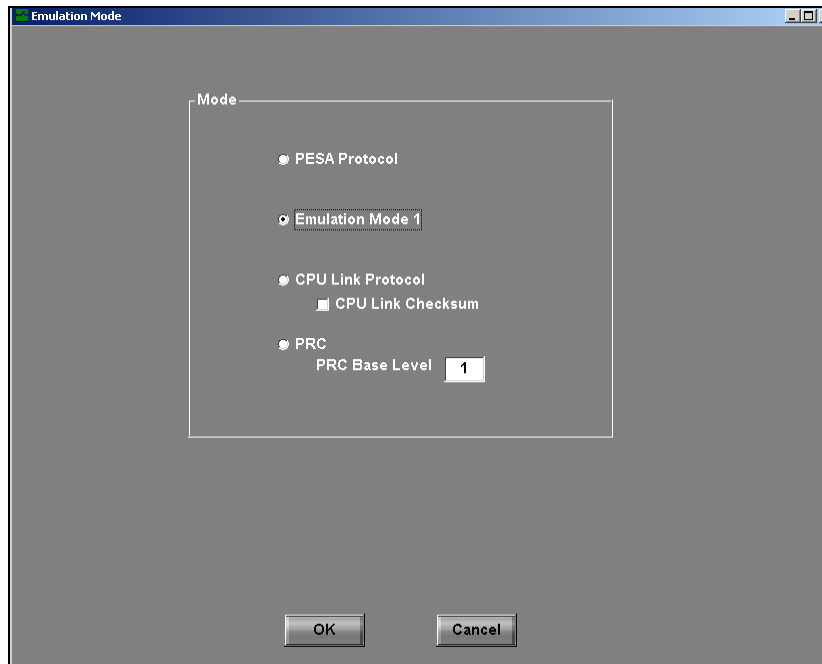 Emulation Mode
Mode
PESA Protocol
Emulation Mode 1
CPU Link Protocol
CPU Link Checksum
PRC
PRC Base Level 1
OK Cancel